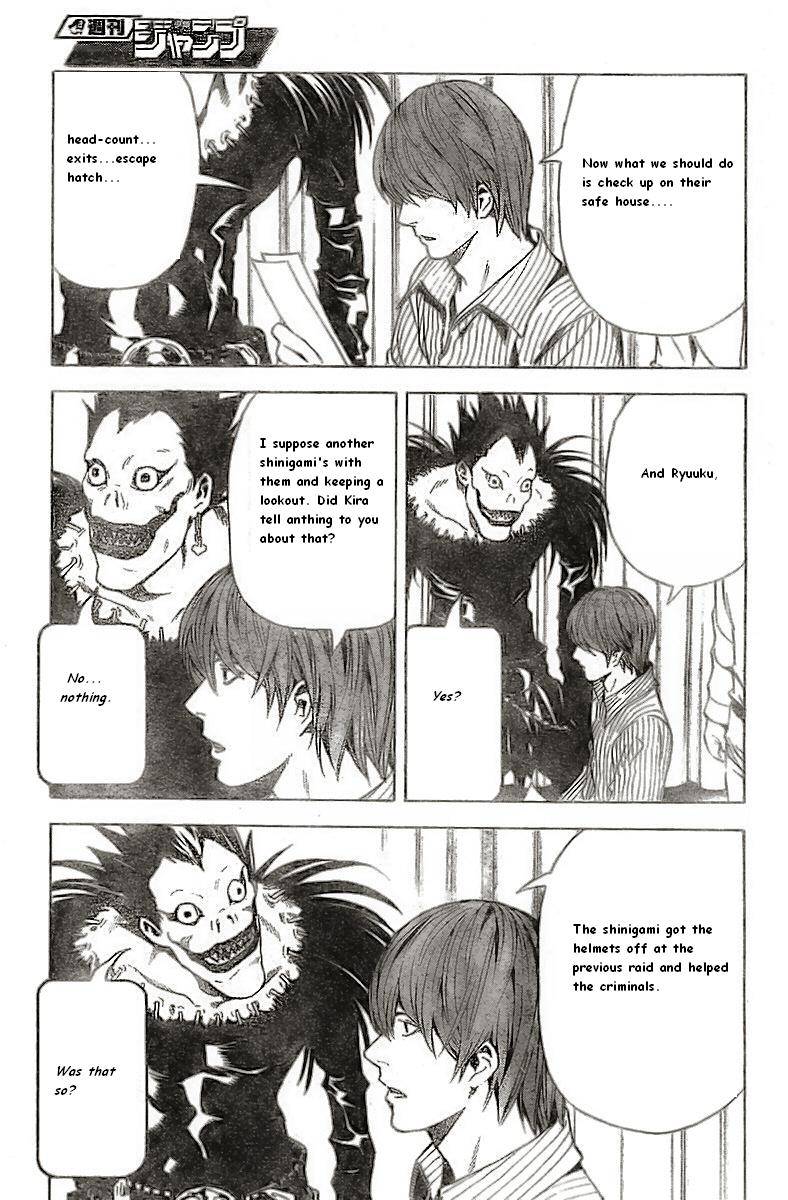 週刊
ジャンプ
Now what we should do
is check up on their
safe house....
head-count...
exits...escape
hatch...
And Ryuuku,
Yes?
I suppose another
shinigami's with
them and keeping a
lookout. Did Kira
tell anthing to you
about that?
No...
nothing.
The shinigami got the
helmets off at the
previous raid and helped
the criminals.
Was that
so?